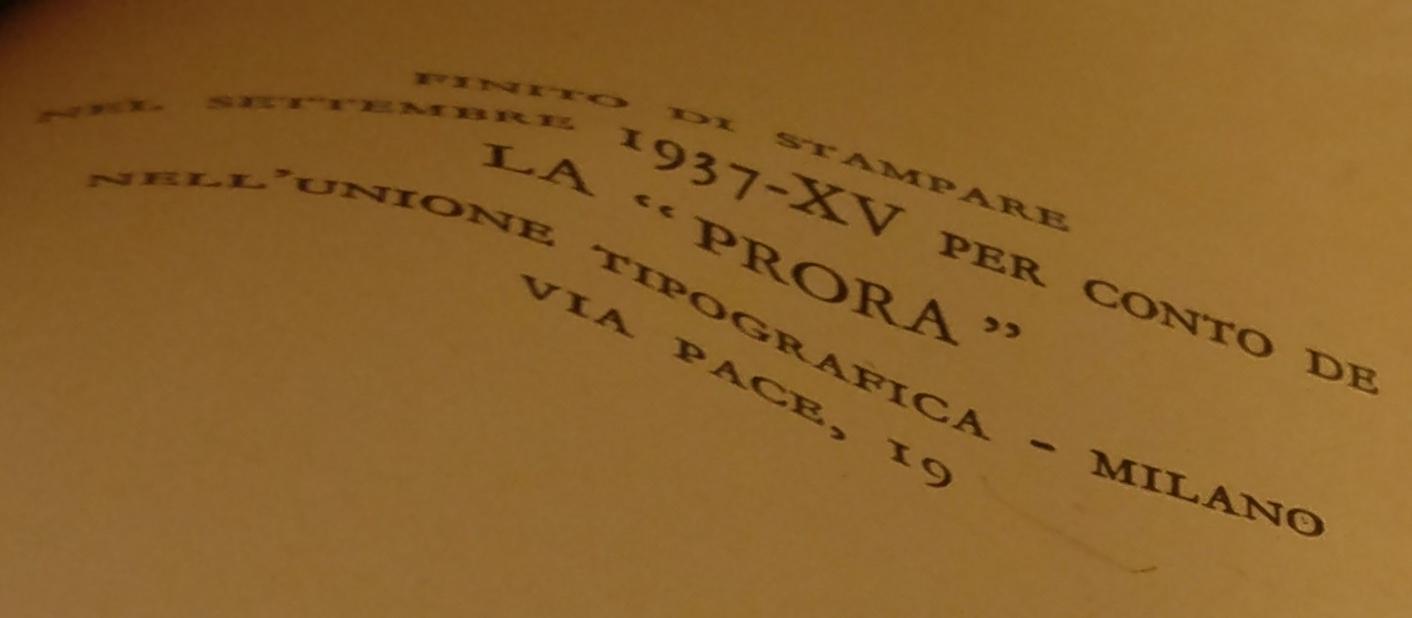 FINITO DI STAMPARE
NEL SETTEMBRE 1937-XV PER CONTO DE
LA “PRORA”
NELL'UNIONE TIPOGRAFICA - MILANO
VIA PACE, 19